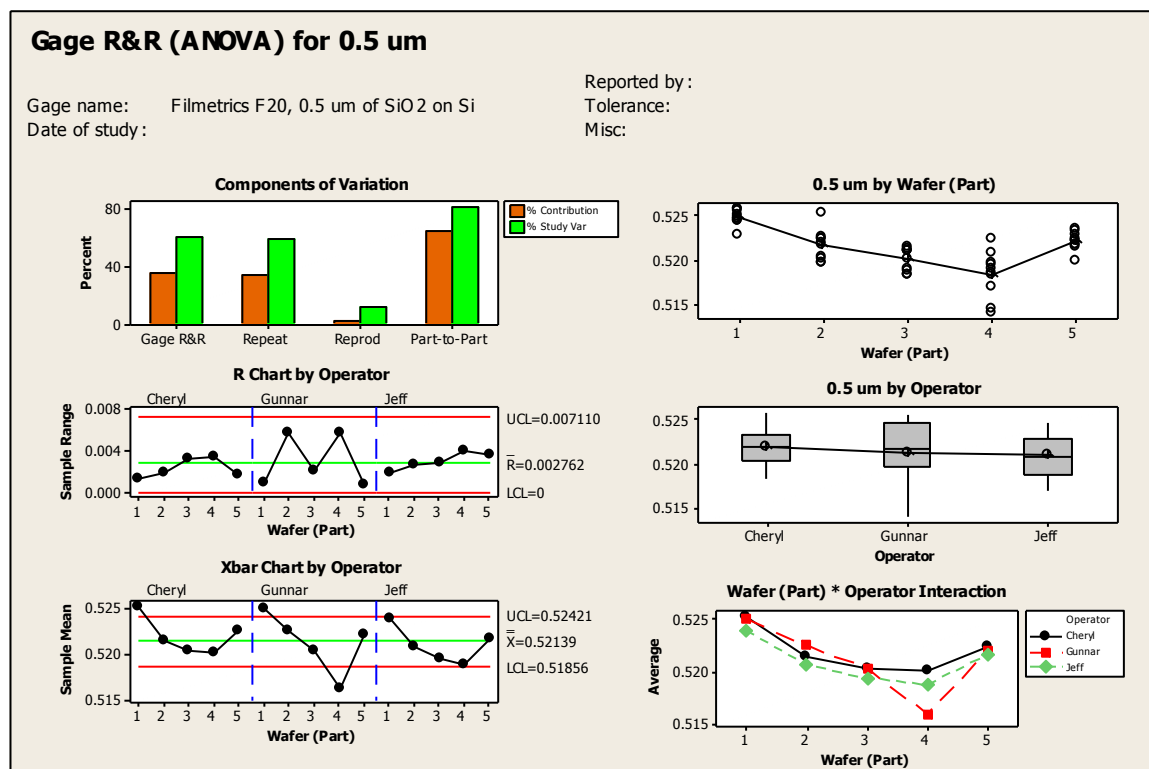 Gage R&R (ANOVA) for 0.5 um
Reported by:
Gage name: Filmetrics F20, 0.5 um of SiO2 on Si
Tolerance:
Date of study:
Misc:
Components of Variation
80
40
0
Percent
% Contribution
% Study Var
Gage R&R Repeat Reprod Part-to-Part
R Chart by Operator
Cheryl Gunnar Jeff
0.008
0.004
0.000
Sample Range
UCL=0.007110
R=0.002762
LCL=0
1 2 3 4 5 1 2 3 4 5 1 2 3 4 5
Wafer (Part)
Xbar Chart by Operator
Cheryl Gunnar Jeff
0.525
0.520
0.515
Sample Mean
UCL=0.52421
X=0.52139
LCL=0.51856
1 2 3 4 5 1 2 3 4 5 1 2 3 4 5
Wafer (Part)
0.5 um by Wafer (Part)
0.525
0.520
0.515
1 2 3 4 5
Wafer (Part)
0.5 um by Operator
0.525
0.520
0.515
Cheryl Gunnar Jeff
Operator
Wafer (Part) * Operator Interaction
0.525
0.520
0.515
Average
Operator
Cheryl
Gunnar
Jeff
1 2 3 4 5
Wafer (Part)